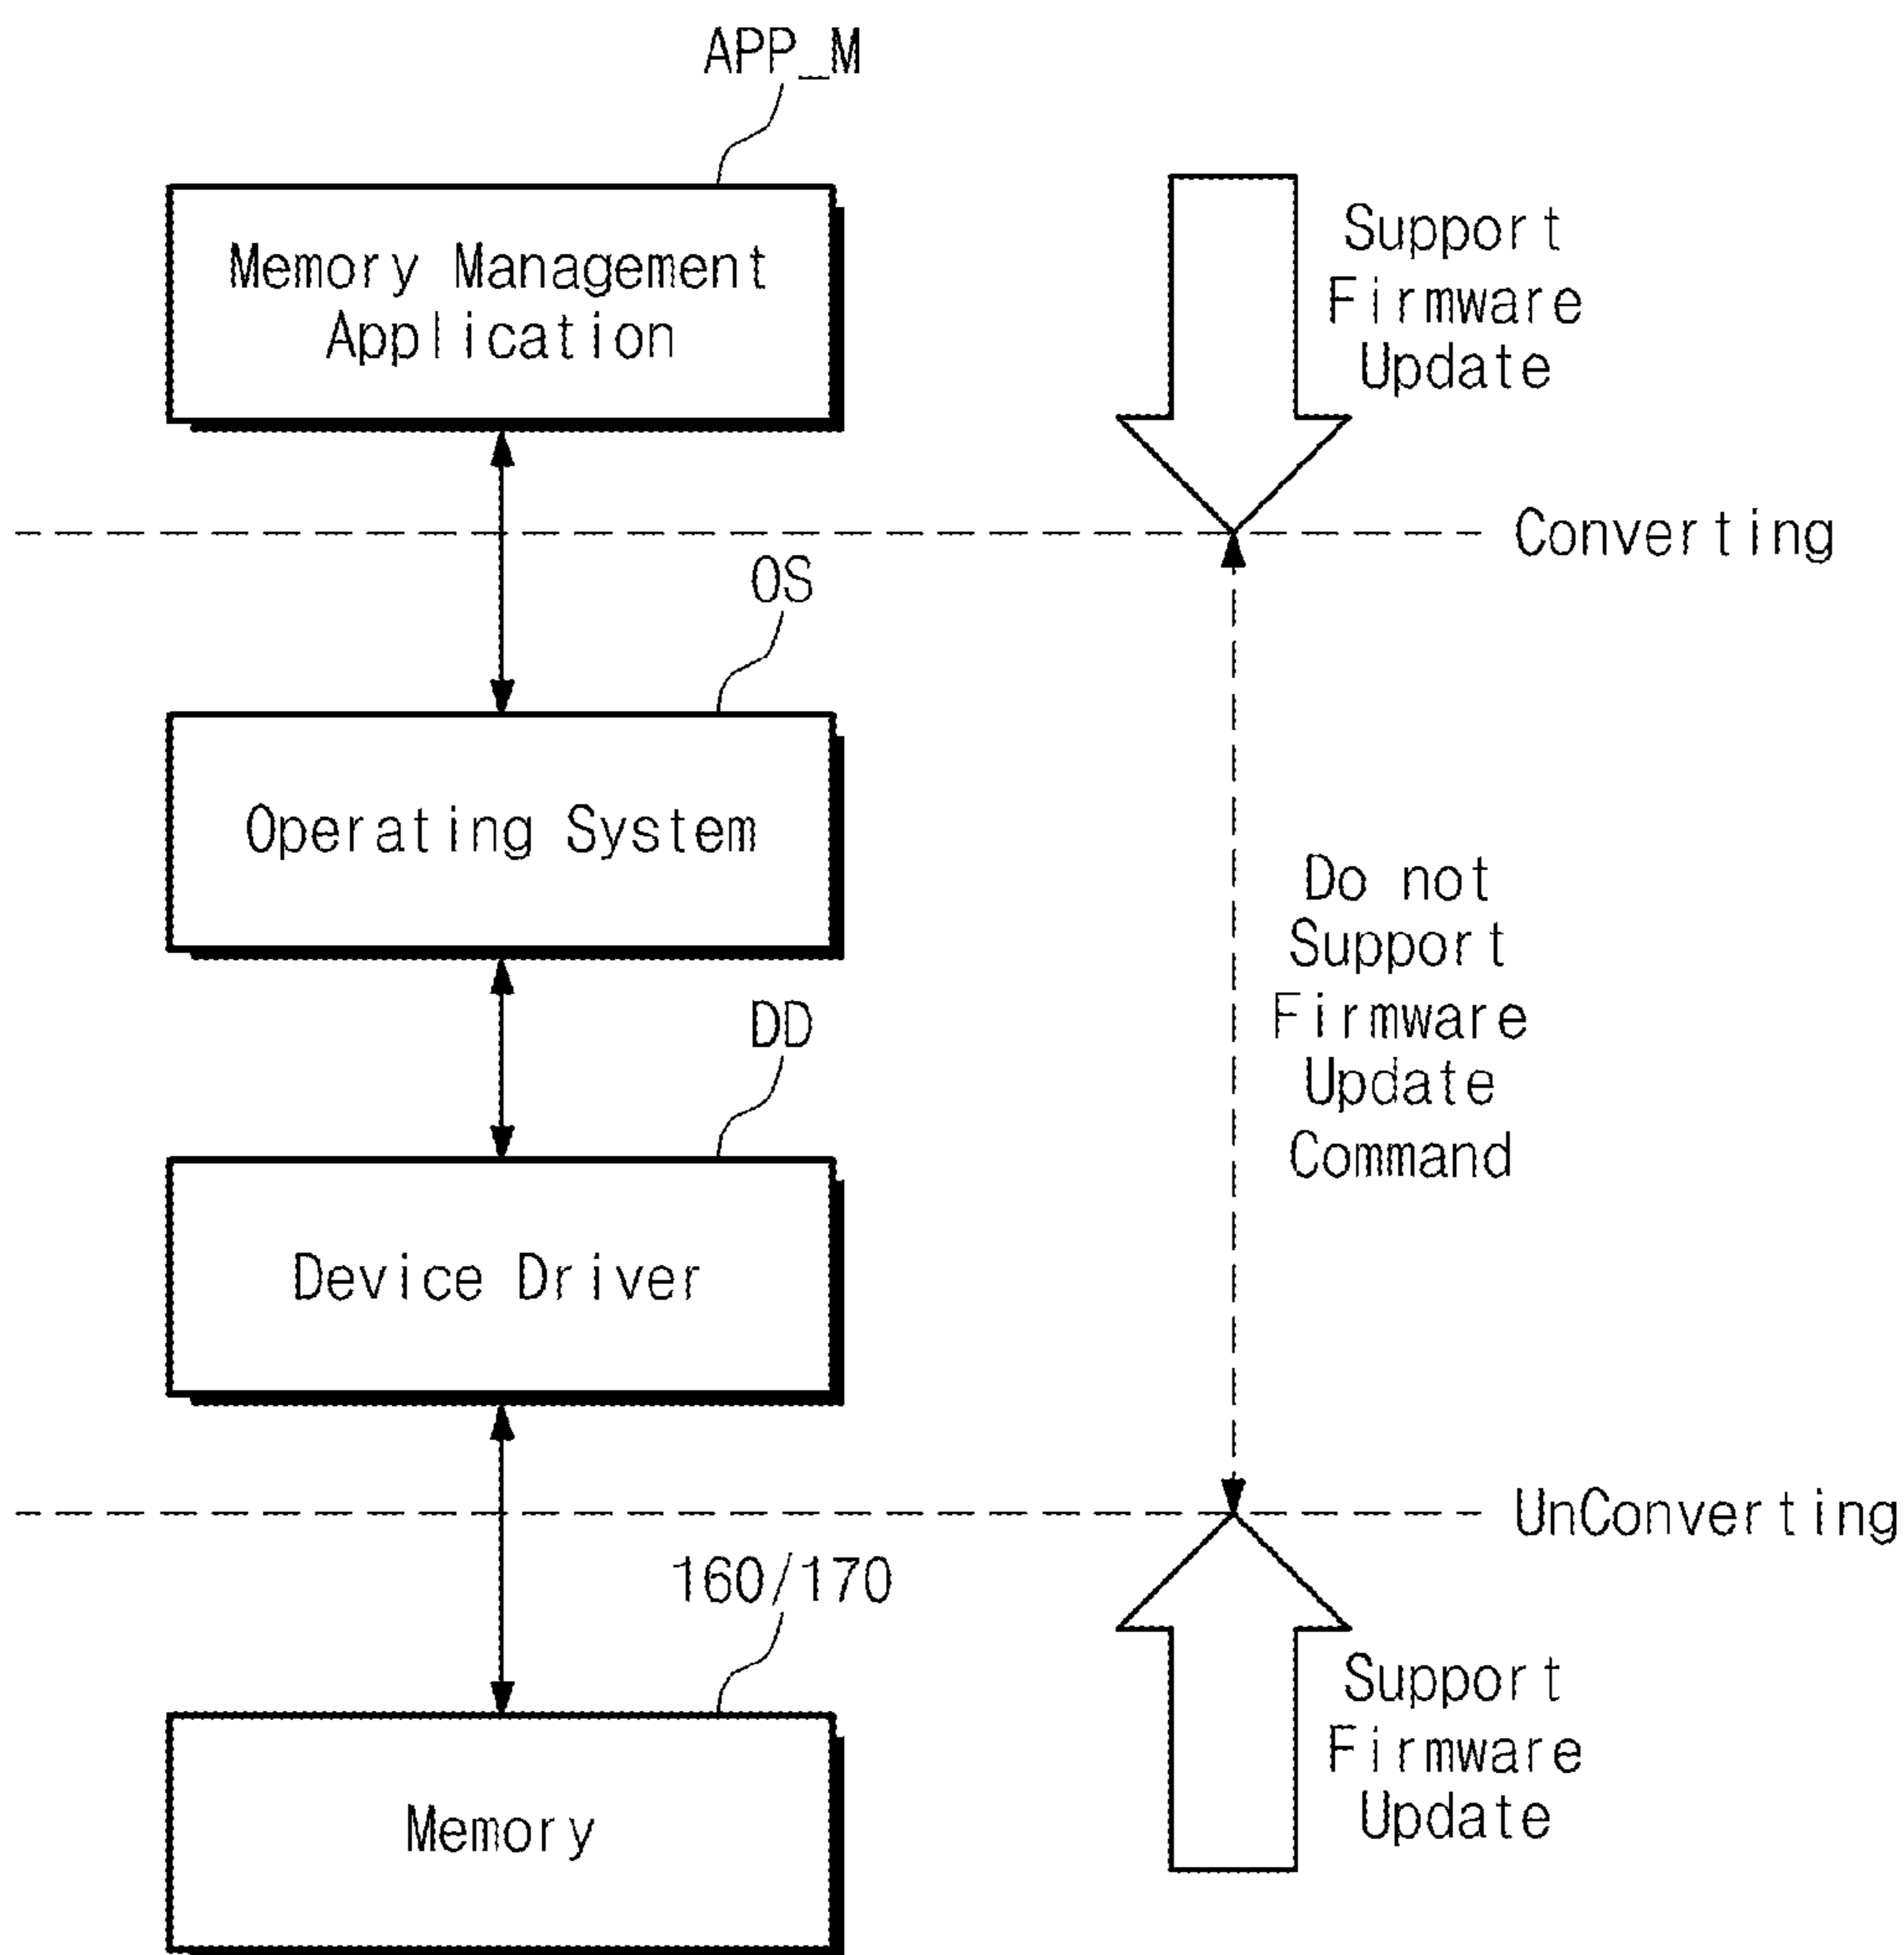 APP_M
Memory Management
Application
Support
Firmware
Update
Converting
OS
Operating System
Do not
Support
Firmware
Update
Command
DD
Device Driver
UnConverting
160/170
Memory
Support
Firmware
Update